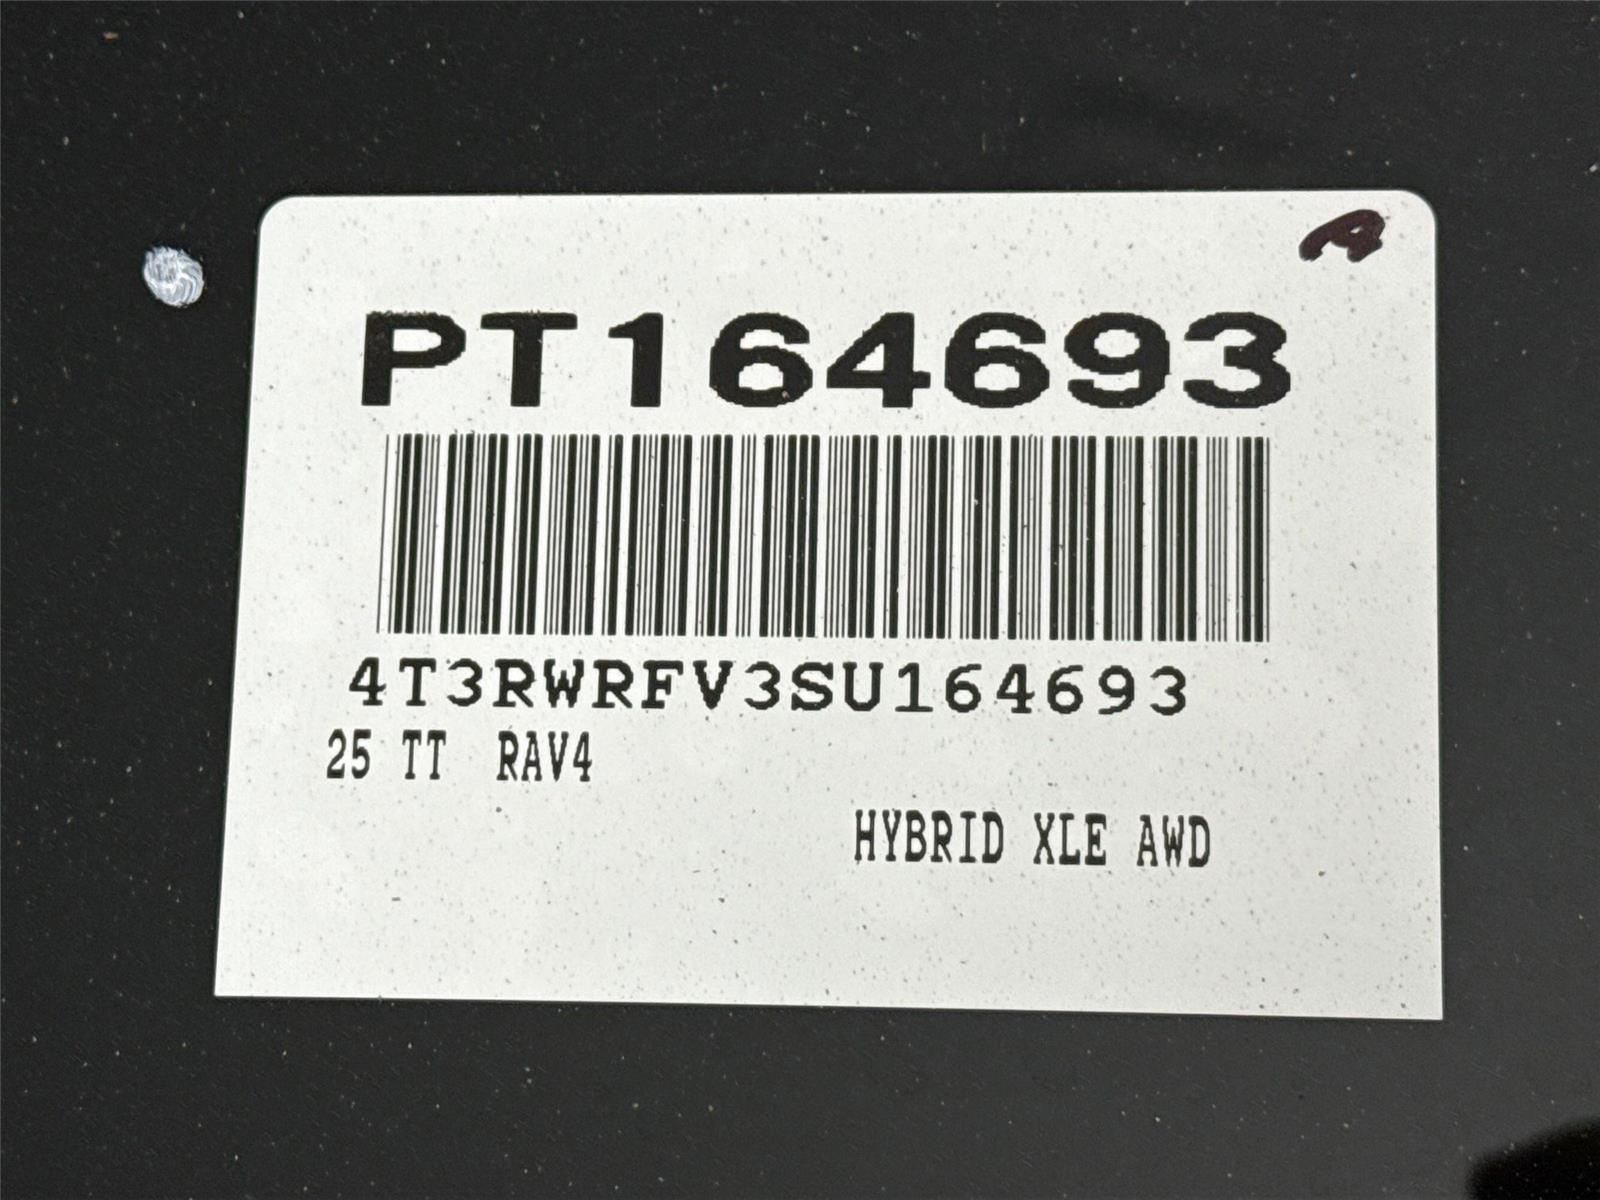 PT164693
4T3RWRFV3SU164693
25 TT RAV4
HYBRID XLE AWD